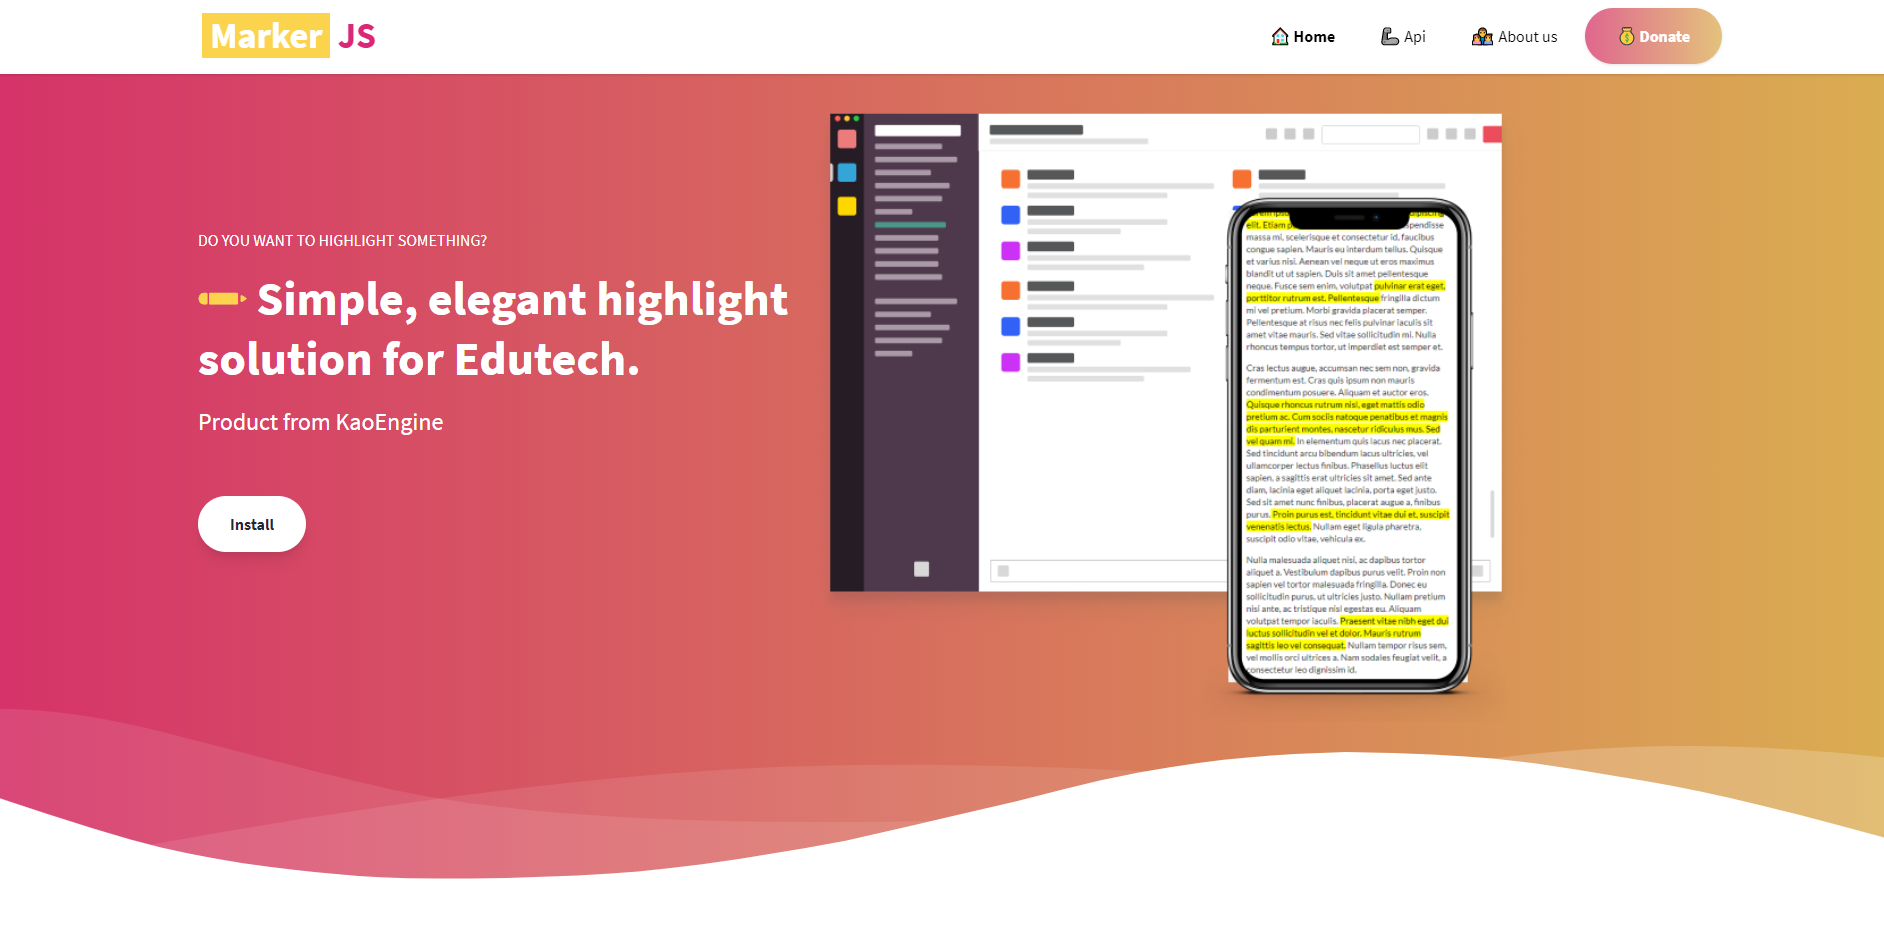 Marker JS
Home
Api
About us
Donate
DO YOU WANT TO HIGHLIGHT SOMETHING?
Simple, elegant highlight
solution for Edutech.
Product from KaoEngine
Install
massa mi, scelerisque et consectetur id, faucibus
congue sapien. Mauris eu interdum tellus. Quisque
et varius nisi. Aenean vel neque ut eros maximus
blandit ut ut sapien. Duis sit amet pellentesque
neque. Fusce sem enim, volutpat pulvinar erat eget,
porttitor rutrum est. Pellentesque fringilla dictum
mi vel pretium. Morbi gravida placerat semper.
Pellentesque at risus nec felis pulvinar iaculis sit
amet vitae mauris. Sed vitae sollicitudin mi. Nulla
rhoncus tempus tortor, ut imperdiet est semper et.
Cras lectus augue, accumsan nec sem non, gravida
fermentum est. Cras quis ipsum non mauris
condimentum posuere. Aliquam et auctor eros.
Quisque rhoncus rutrum nisi, eget mattis odio
pretium ac. Cum sociis natoque penatibus et magnis
dis parturient montes, nascetur ridiculus mus. Sed
vel quam mi. In elementum quis lacus nec placerat.
Sed tincidunt arcu bibendum lacus ultricies, vel
ullamcorper lectus finibus. Phasellus luctus elit
sapien, a sagittis erat ultricies sit amet. Sed ante
diam, lacinia eget aliquet lacinia, porta eget justo.
Sed sit amet nunc finibus, placerat augue a, finibus
purus. Proin purus est, tincidunt vitae dui et, suscipit
venenatis lectus. Nullam eget ligula pharetra,
suscipit odio vitae, vehicula ex.
Nulla malesuada aliquet nisi, ac dapibus tortor
aliquet a. Vestibulum dapibus purus velit. Proin non
sapien vel tortor malesuada fringilla. Donec eu
sollicitudin purus, ut ultricies justo. Nullam pretium
nisi ante, ac tristique nisl egestas eu. Aliquam
volutpat tempor iaculis. Praesent vitae nibh eget dui
luctus sollicitudin vel et dolor. Mauris rutrum
sagittis leo vel consequat. Nullam tempor risus sem,
vel mollis orci ultrices a. Nam sodales feugiat velit, a
consectetur leo dignissim id.